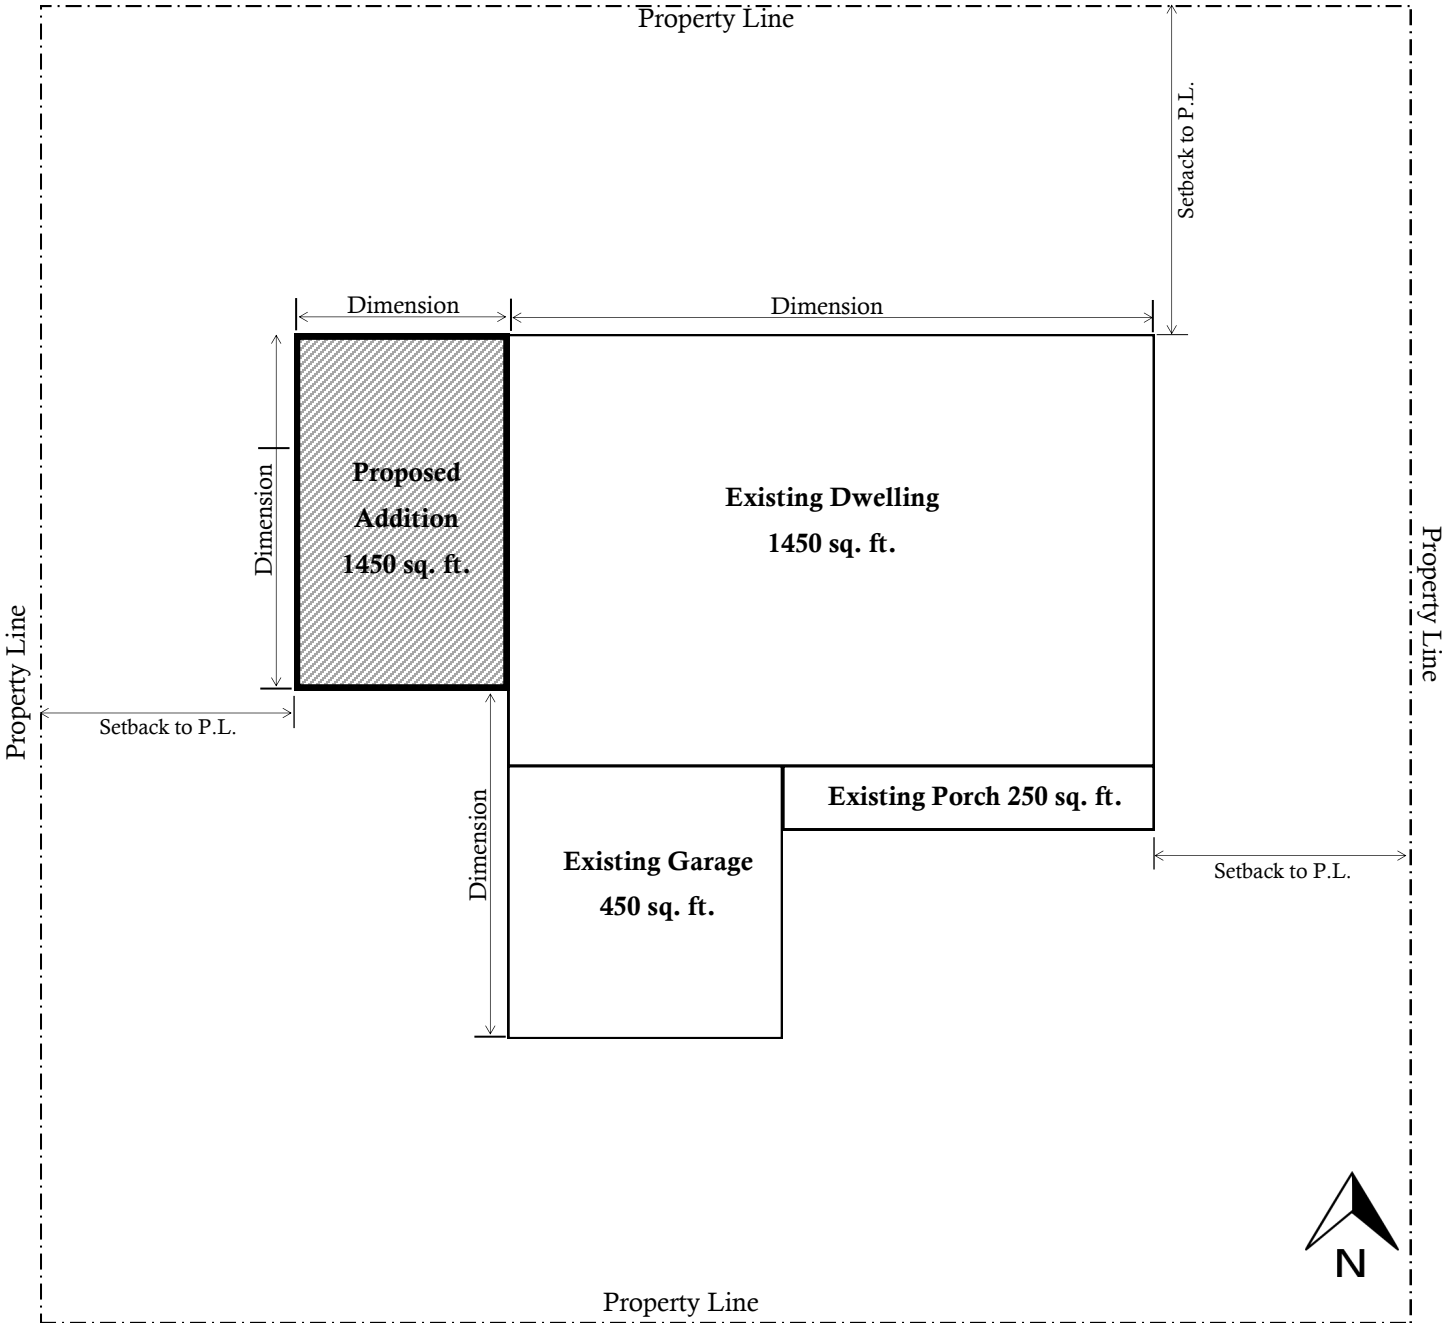 Property Line
Setback to P.L.
Dimension
Dimension
Dimension
Proposed
Addition
1450 sq. ft.
Existing Dwelling
1450 sq. ft.
Property Line
Property Line
Setback to P.L.
Existing Porch 250 sq. ft.
Dimension
Existing Garage
450 sq. ft.
Setback to P.L.
N
Property Line